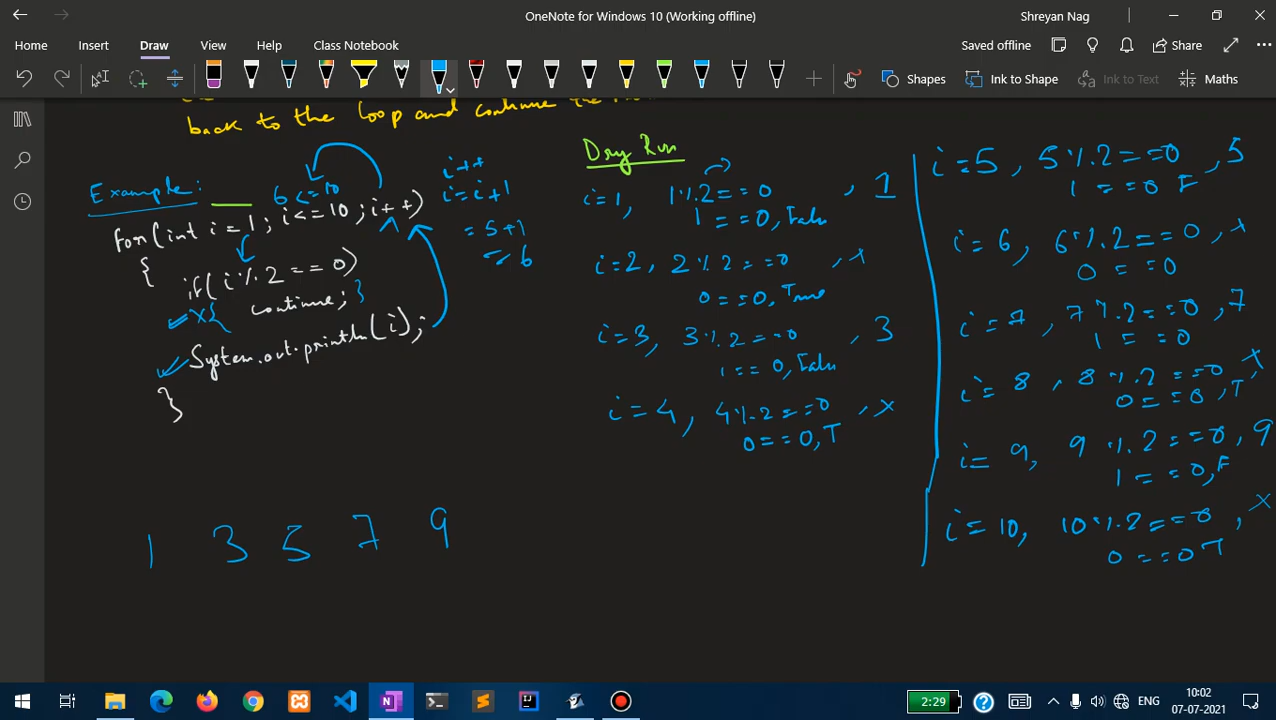 OneNote for Windows 10 (Working offline)
Shreyan Nag
Home Insert Draw View Help Class Notebook
Saved offline
Share
Shapes
Ink to Shape
Ink to Text
Maths
back to the loop and continue the
Example:
6 <= 10
for(int i = 1; i <= 10; i++)
{
if(i % 2 == 0)
X{ continue; }
System.out.println(i);
}
i++
i = i+1
= 5+1
= 6
1 3 5 7 9
Dry Run
i=1, 1%2 == 0, 1
1 == 0, False
i=2, 2%2 == 0, x
0 == 0, True
i=3, 3%2 == 0, 3
1 == 0, False
i=4, 4%2 == 0, x
0 == 0, T
i=5, 5%2 == 0, 5
1 == 0 F
i=6, 6%2 == 0, x
0 == 0
i=7, 7%2 == 0, 7
1 == 0
i=8, 8%2 == 0, x
0 == 0, T
i=9, 9%2 == 0, 9
1 == 0, F
i=10, 10%2 == 0, x
0 == 0 T
2:29
ENG
10:02
07-07-2021